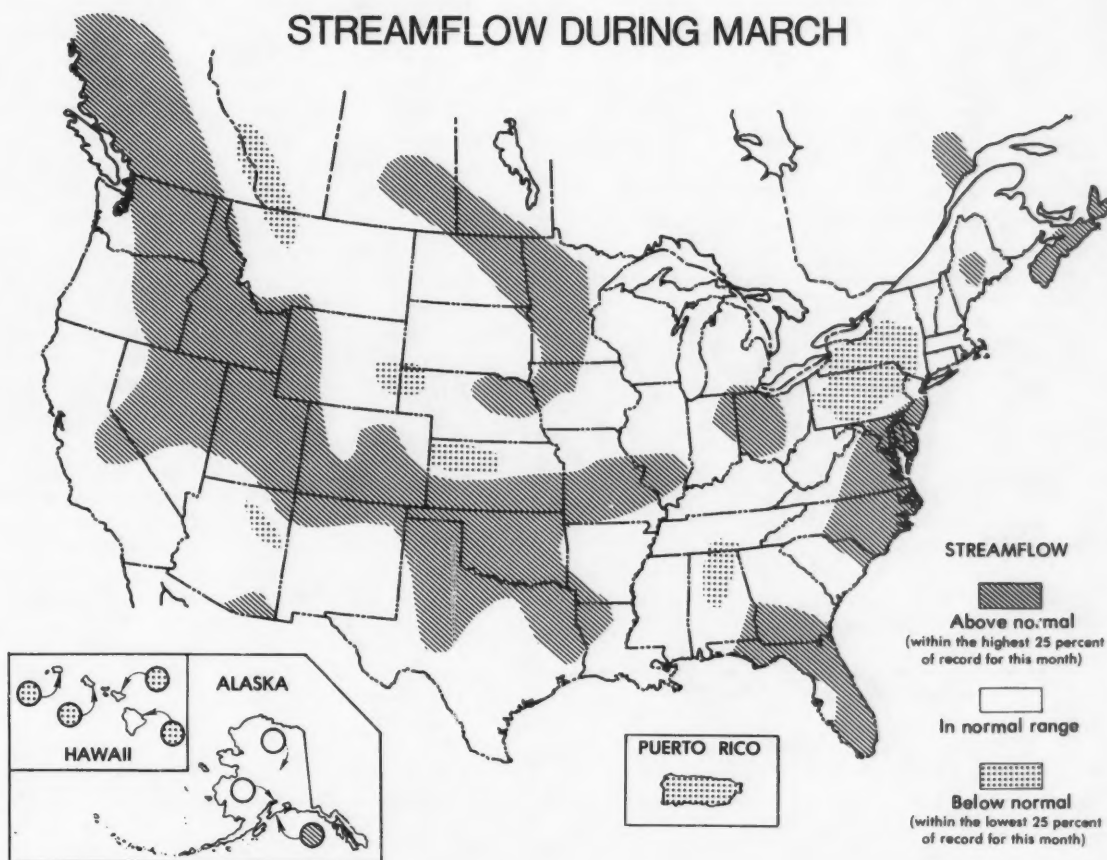 STREAMFLOW DURING MARCH
STREAMFLOW
Above normal
(within the highest 25 percent
of record for this month)
In normal range
Below normal
(within the lowest 25 percent
of record for this month)
HAWAII
ALASKA
PUERTO RICO